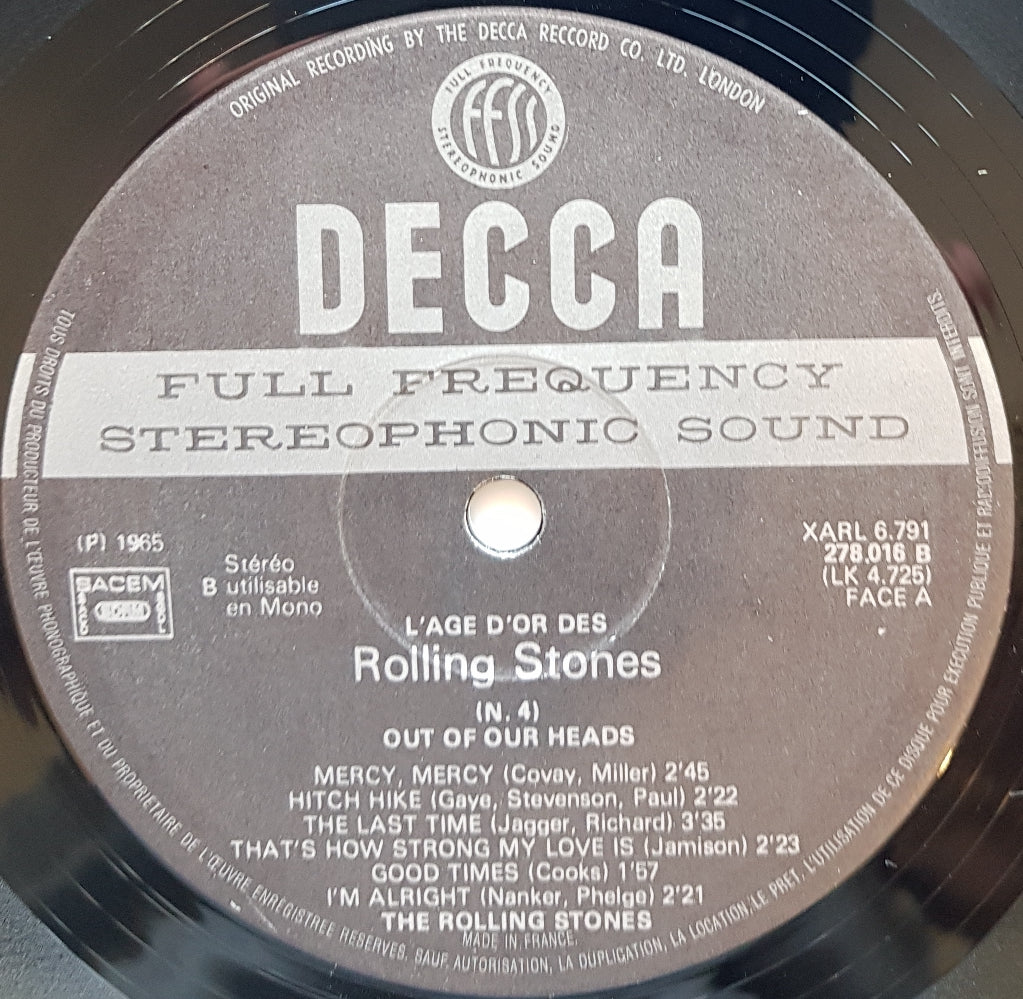 ORIGINAL RECORDING BY THE DECCA RECCORD CO. LTD. LONDON
FULL FREQUENCY
FFSS
STEREOPHONIC SOUND
DECCA
FULL FREQUENCY
STEREOPHONIC SOUND
(P) 1965
SACEM
Stéréo
B utilisable
en Mono
XARL 6.791
278.016 B
(LK 4.725)
FACE A
L'AGE D'OR DES
Rolling Stones
(N. 4)
OUT OF OUR HEADS
MERCY, MERCY (Covay, Miller) 2'45
HITCH HIKE (Gaye, Stevenson, Paul) 2'22
THE LAST TIME (Jagger, Richard) 3'35
THAT'S HOW STRONG MY LOVE IS (Jamison) 2'23
GOOD TIMES (Cooks) 1'57
I'M ALRIGHT (Nanker, Phelge) 2'21
THE ROLLING STONES
MADE IN FRANCE.
TOUS DROITS DU PRODUCTEUR DE L'ŒUVRE PHONOGRAPHIQUE ET DU PROPRIETAIRE DE L'ŒUVRE ENREGISTREE RESERVES. SAUF AUTORISATION, LA DUPLICATION, LA LOCATION, LE PRET, L'UTILISATION DE CE DISQUE POUR EXECUTION PUBLIQUE ET RADIODIFFUSION SONT INTERDITS.